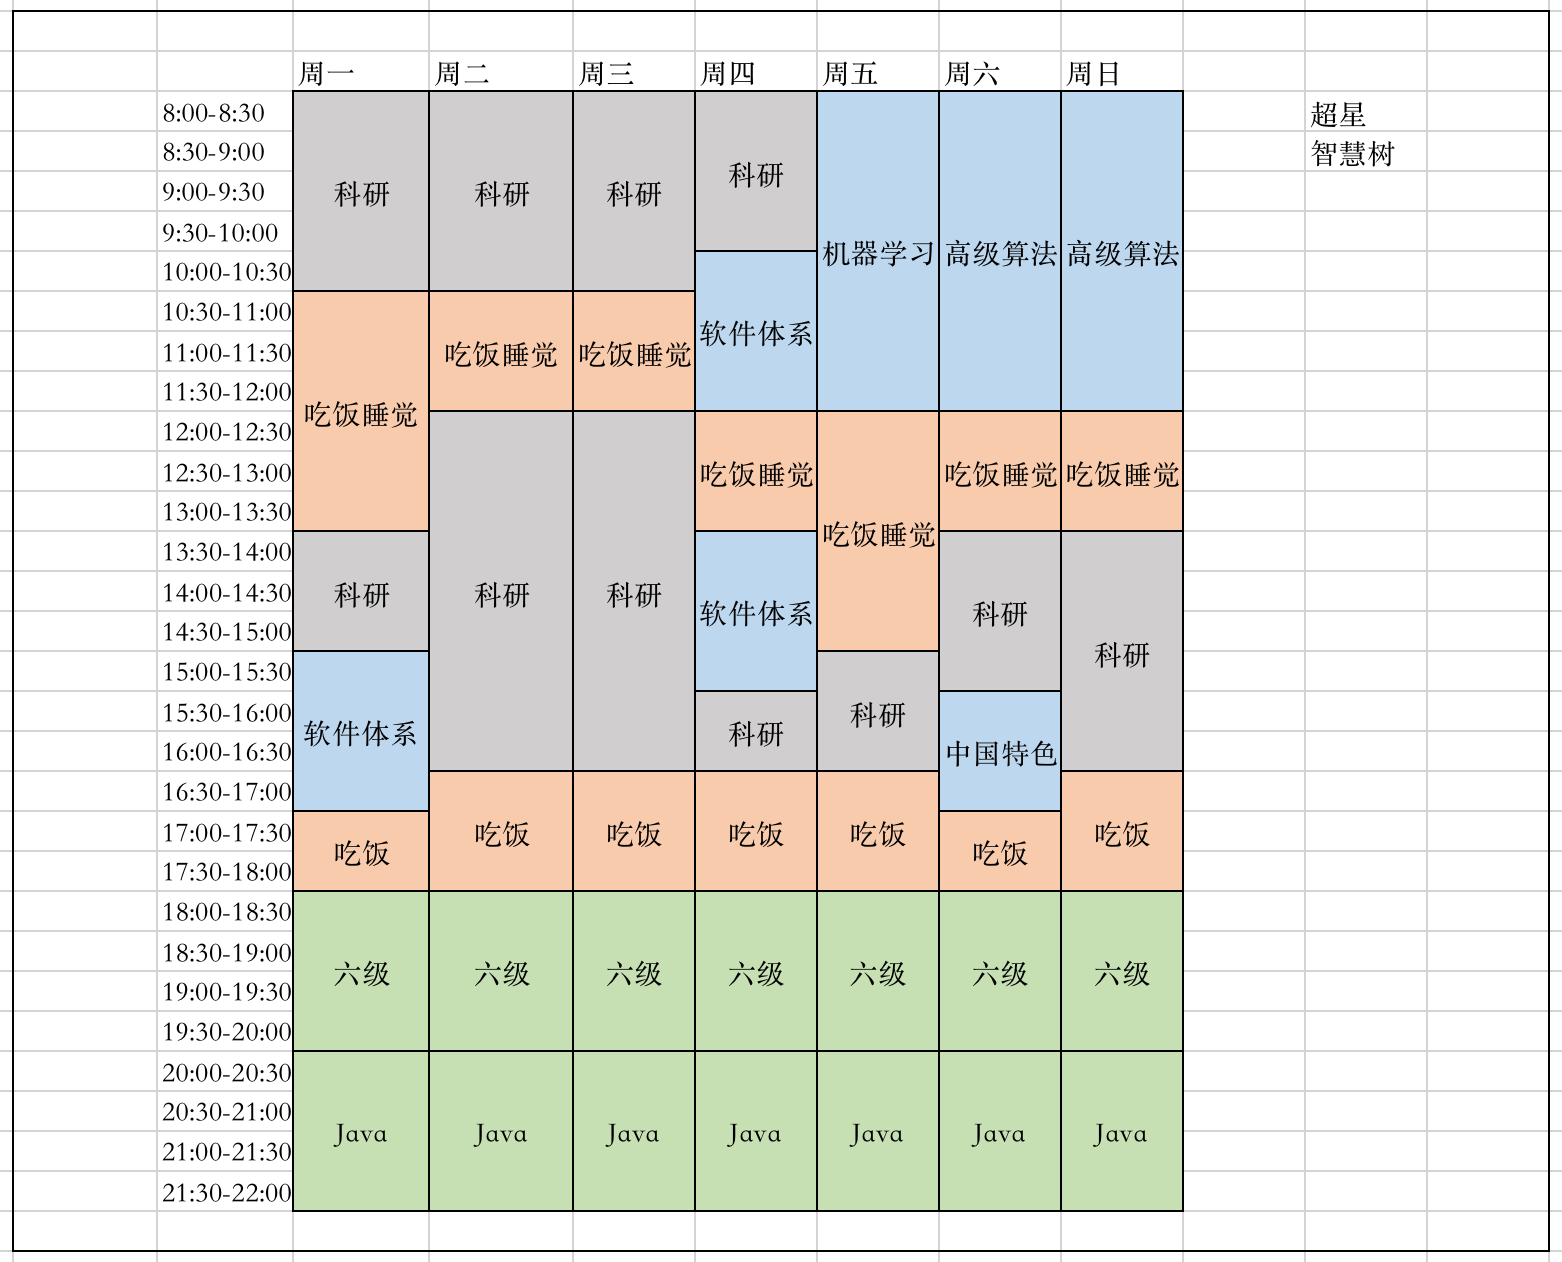 周一 周二 周三 周四 周五 周六 周日
8:00-8:30 超星
8:30-9:00 智慧树
科研
9:00-9:30 科研 科研 科研
9:30-10:00
机器学习 高级算法 高级算法
10:00-10:30
10:30-11:00
软件体系
11:00-11:30 吃饭睡觉 吃饭睡觉
11:30-12:00
吃饭睡觉
12:00-12:30
12:30-13:00 吃饭睡觉 吃饭睡觉 吃饭睡觉
13:00-13:30
吃饭睡觉
13:30-14:00
14:00-14:30 科研 科研 科研
软件体系 科研
14:30-15:00
科研
15:00-15:30
15:30-16:00 科研
软件体系 科研
16:00-16:30 中国特色
16:30-17:00
17:00-17:30 吃饭 吃饭 吃饭 吃饭 吃饭
吃饭 吃饭
17:30-18:00
18:00-18:30
18:30-19:00
六级 六级 六级 六级 六级 六级 六级
19:00-19:30
19:30-20:00
20:00-20:30
20:30-21:00
Java Java Java Java Java Java Java
21:00-21:30
21:30-22:00